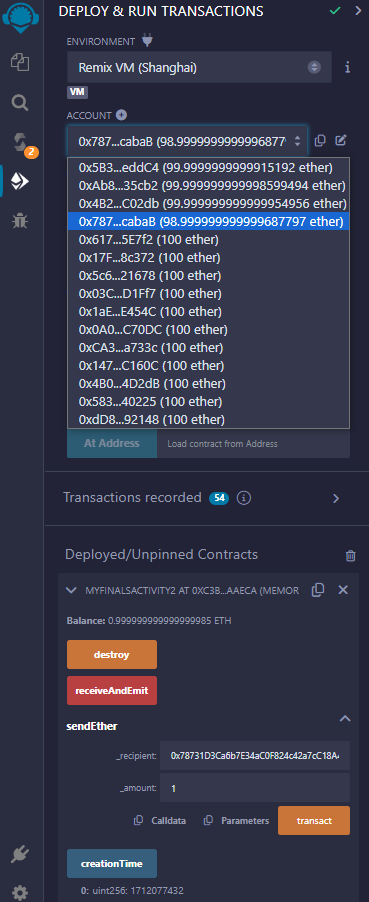 DEPLOY & RUN TRANSACTIONS
ENVIRONMENT
Remix VM (Shanghai)
VM
ACCOUNT
0x787...cabaB (98.9999999999996877
2
0x5B3...eddC4 (99.9999999999915192 ether)
0xAb8...35cb2 (99.9999999999998599494 ether)
0x4B2...C02db (99.999999999999954956 ether)
0x787...cabaB (98.999999999999687797 ether)
0x617...5E7f2 (100 ether)
0x17F...8c372 (100 ether)
0x5c6...21678 (100 ether)
0x03C...D1Ff7 (100 ether)
0x1aE...E454C (100 ether)
0x0A0...C70DC (100 ether)
0xCA3...a733c (100 ether)
0x147...C160C (100 ether)
0x4B0...4D2dB (100 ether)
0x583...40225 (100 ether)
0xdD8...92148 (100 ether)
At Address Load contract from Address
Transactions recorded 54
Deployed/Unpinned Contracts
MYFINALSACTIVITY2 AT 0XC3B...AAECA (MEMOR
Balance: 0.999999999999999985 ETH
destroy
receiveAndEmit
sendEther
_recipient: 0x78731D3Ca6b7E34aC0F824c42a7cC18A
_amount: 1
Calldata Parameters transact
creationTime
0: uint256: 1712077432